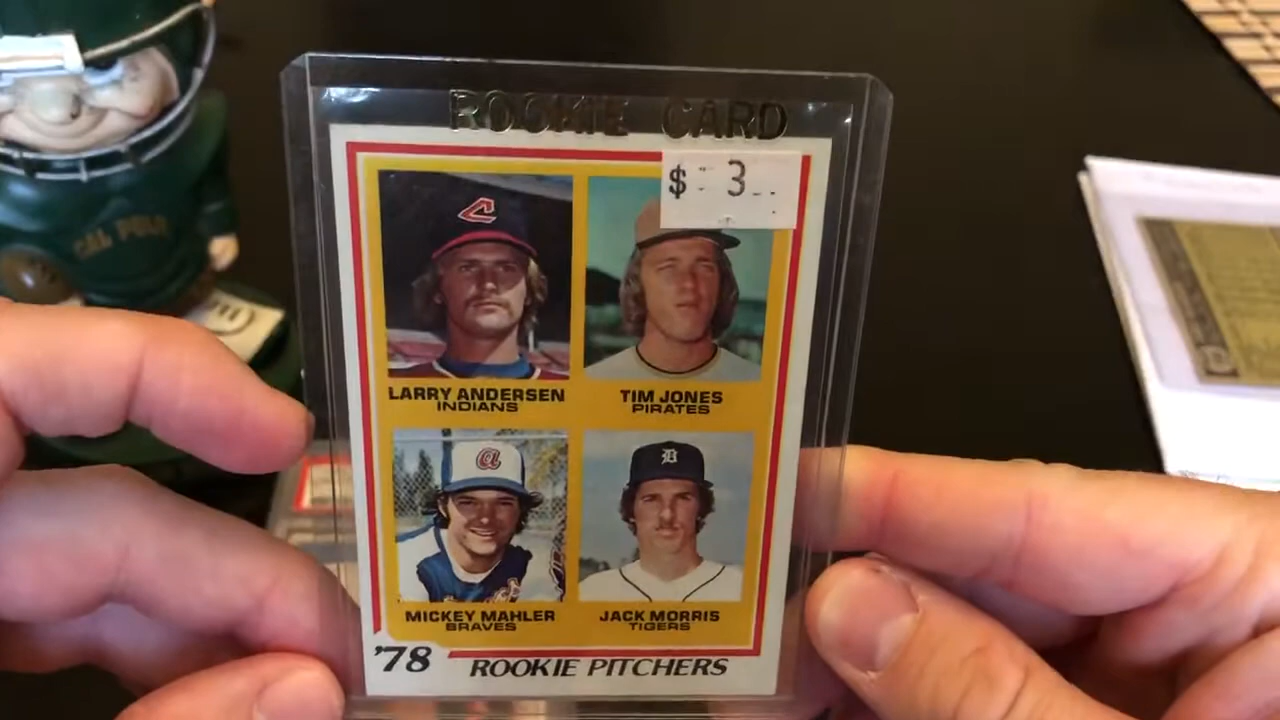 ROOKIE CARD
$ 3
C
LARRY ANDERSEN
INDIANS
TIM JONES
PIRATES
a
D
MICKEY MAHLER
BRAVES
JACK MORRIS
TIGERS
'78
ROOKIE PITCHERS
CAL POLY